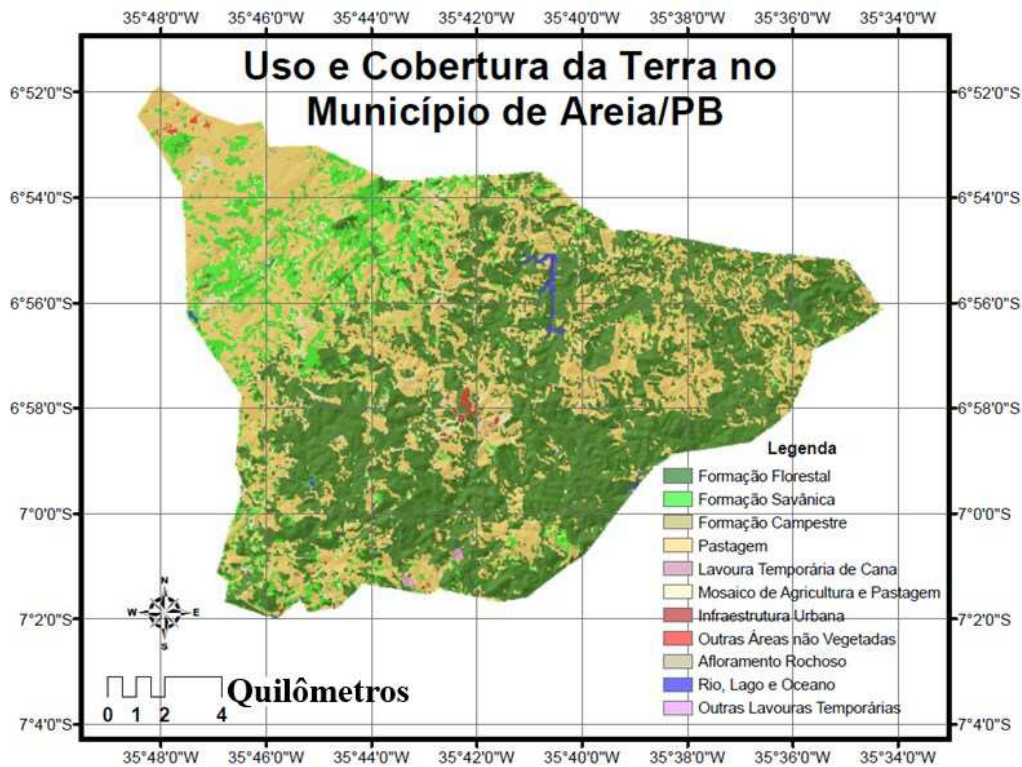 35°48'0"W 35°46'0"W 35°44'0"W 35°42'0"W 35°40'0"W 35°38'0"W 35°36'0"W 35°34'0"W
Uso e Cobertura da Terra no
Município de Areia/PB
6°52'0"S 6°52'0"S
6°54'0"S 6°54'0"S
6°56'0"S 6°56'0"S
6°58'0"S 6°58'0"S
Legenda
Formação Florestal
Formação Savânica
7°0'0"S 7°0'0"S
Formação Campestre
Pastagem
Lavoura Temporária de Cana
Mosaico de Agricultura e Pastagem
N
W E
S
Infraestrutura Urbana
7°2'0"S 7°2'0"S
Outras Áreas não Vegetadas
Afloramento Rochoso
Rio, Lago e Oceano
Outras Lavouras Temporárias
Quilômetros
0 1 2 4
7°4'0"S 7°4'0"S
35°48'0"W 35°46'0"W 35°44'0"W 35°42'0"W 35°40'0"W 35°38'0"W 35°36'0"W 35°34'0"W